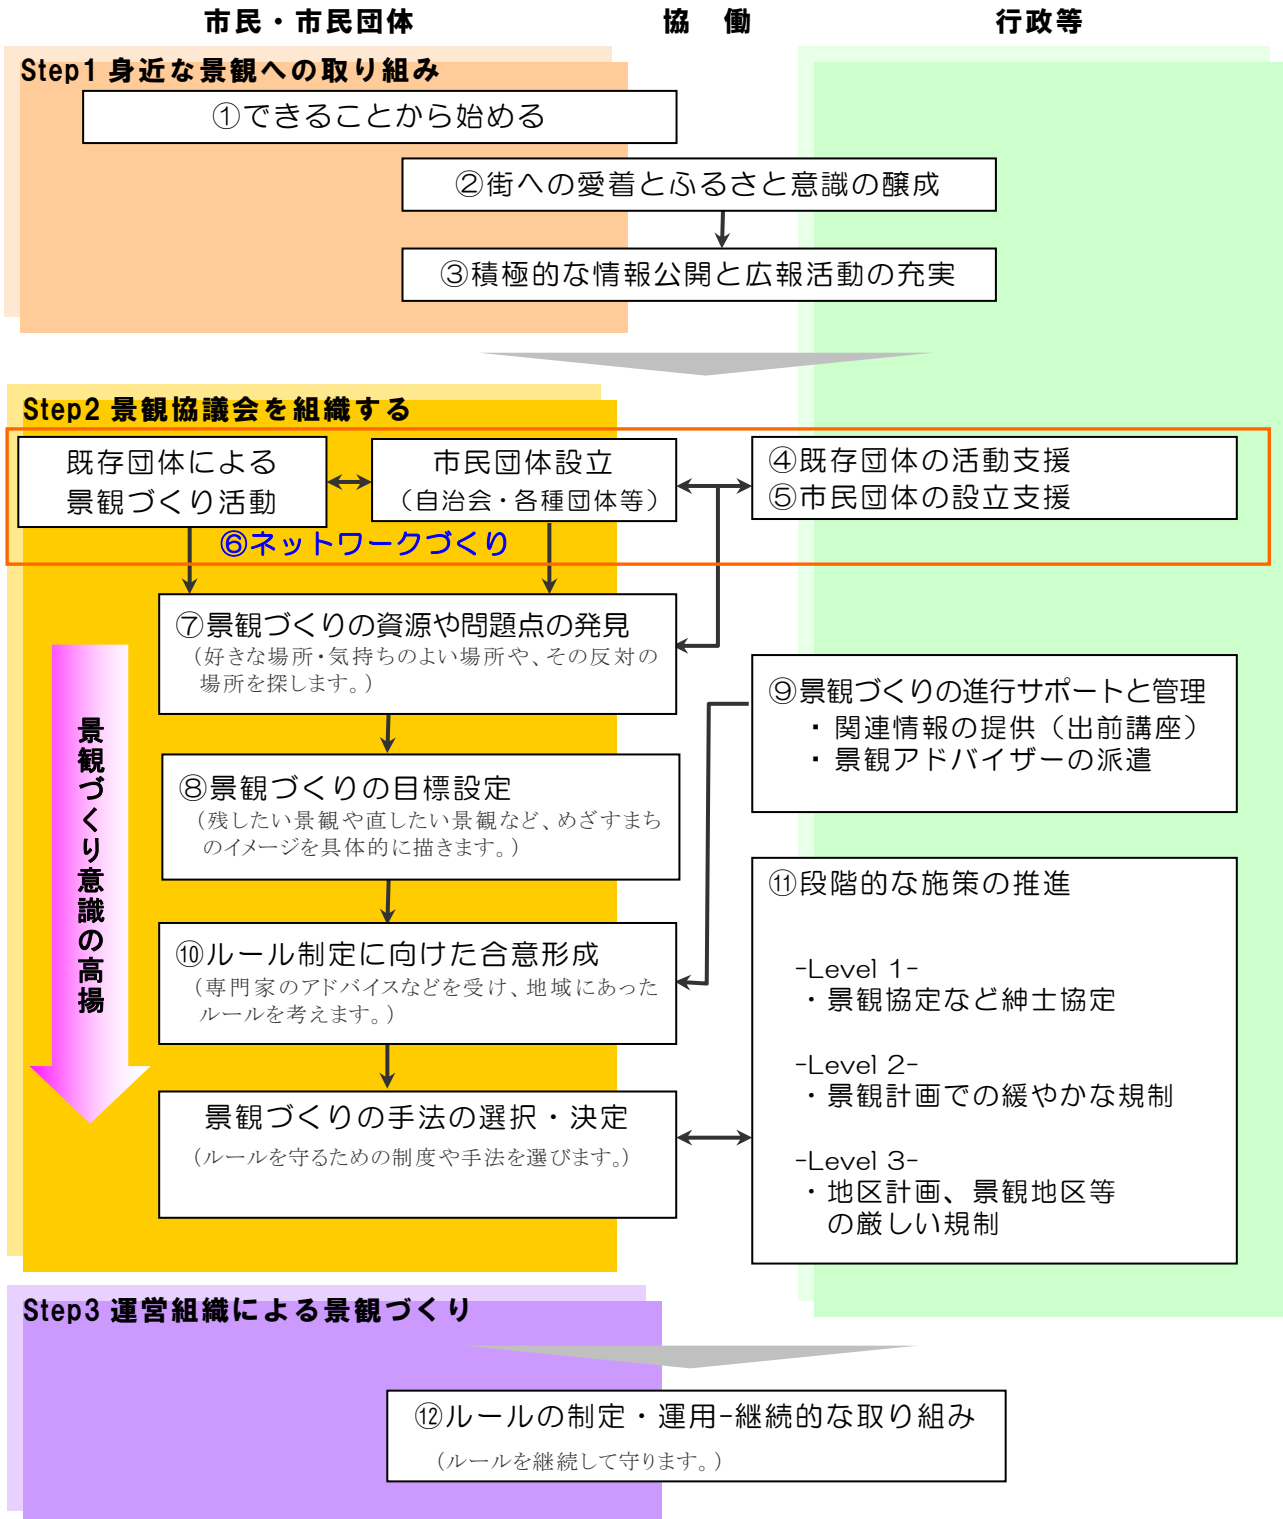 市民・市民団体
協　働
行政等
Step1 身近な景観への取り組み
①できることから始める
②街への愛着とふるさと意識の醸成
③積極的な情報公開と広報活動の充実
Step2 景観協議会を組織する
既存団体による
景観づくり活動
市民団体設立
（自治会・各種団体等）
④既存団体の活動支援
⑤市民団体の設立支援
⑥ネットワークづくり
⑦景観づくりの資源や問題点の発見
（好きな場所・気持ちのよい場所や、その反対の
場所を探します。）
⑨景観づくりの進行サポートと管理
・関連情報の提供（出前講座）
・景観アドバイザーの派遣
景観づくり意識の高揚
⑧景観づくりの目標設定
（残したい景観や直したい景観など、めざすまち
のイメージを具体的に描きます。）
⑩ルール制定に向けた合意形成
（専門家のアドバイスなどを受け、地域にあった
ルールを考えます。）
⑪段階的な施策の推進
-Level 1-
・景観協定など紳士協定
-Level 2-
・景観計画での緩やかな規制
-Level 3-
・地区計画、景観地区等
の厳しい規制
景観づくりの手法の選択・決定
（ルールを守るための制度や手法を選びます。）
Step3 運営組織による景観づくり
⑫ルールの制定・運用-継続的な取り組み
（ルールを継続して守ります。）